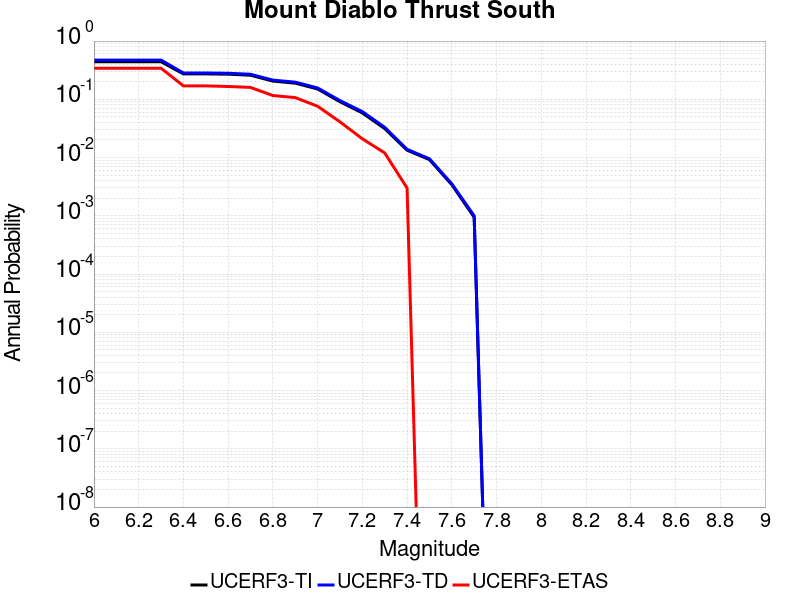 Mount Diablo Thrust South
Annual Probability
10^0
10^-1
10^-2
10^-3
10^-4
10^-5
10^-6
10^-7
10^-8
6 6.2 6.4 6.6 6.8 7 7.2 7.4 7.6 7.8 8 8.2 8.4 8.6 8.8 9
Magnitude
UCERF3-TI UCERF3-TD UCERF3-ETAS